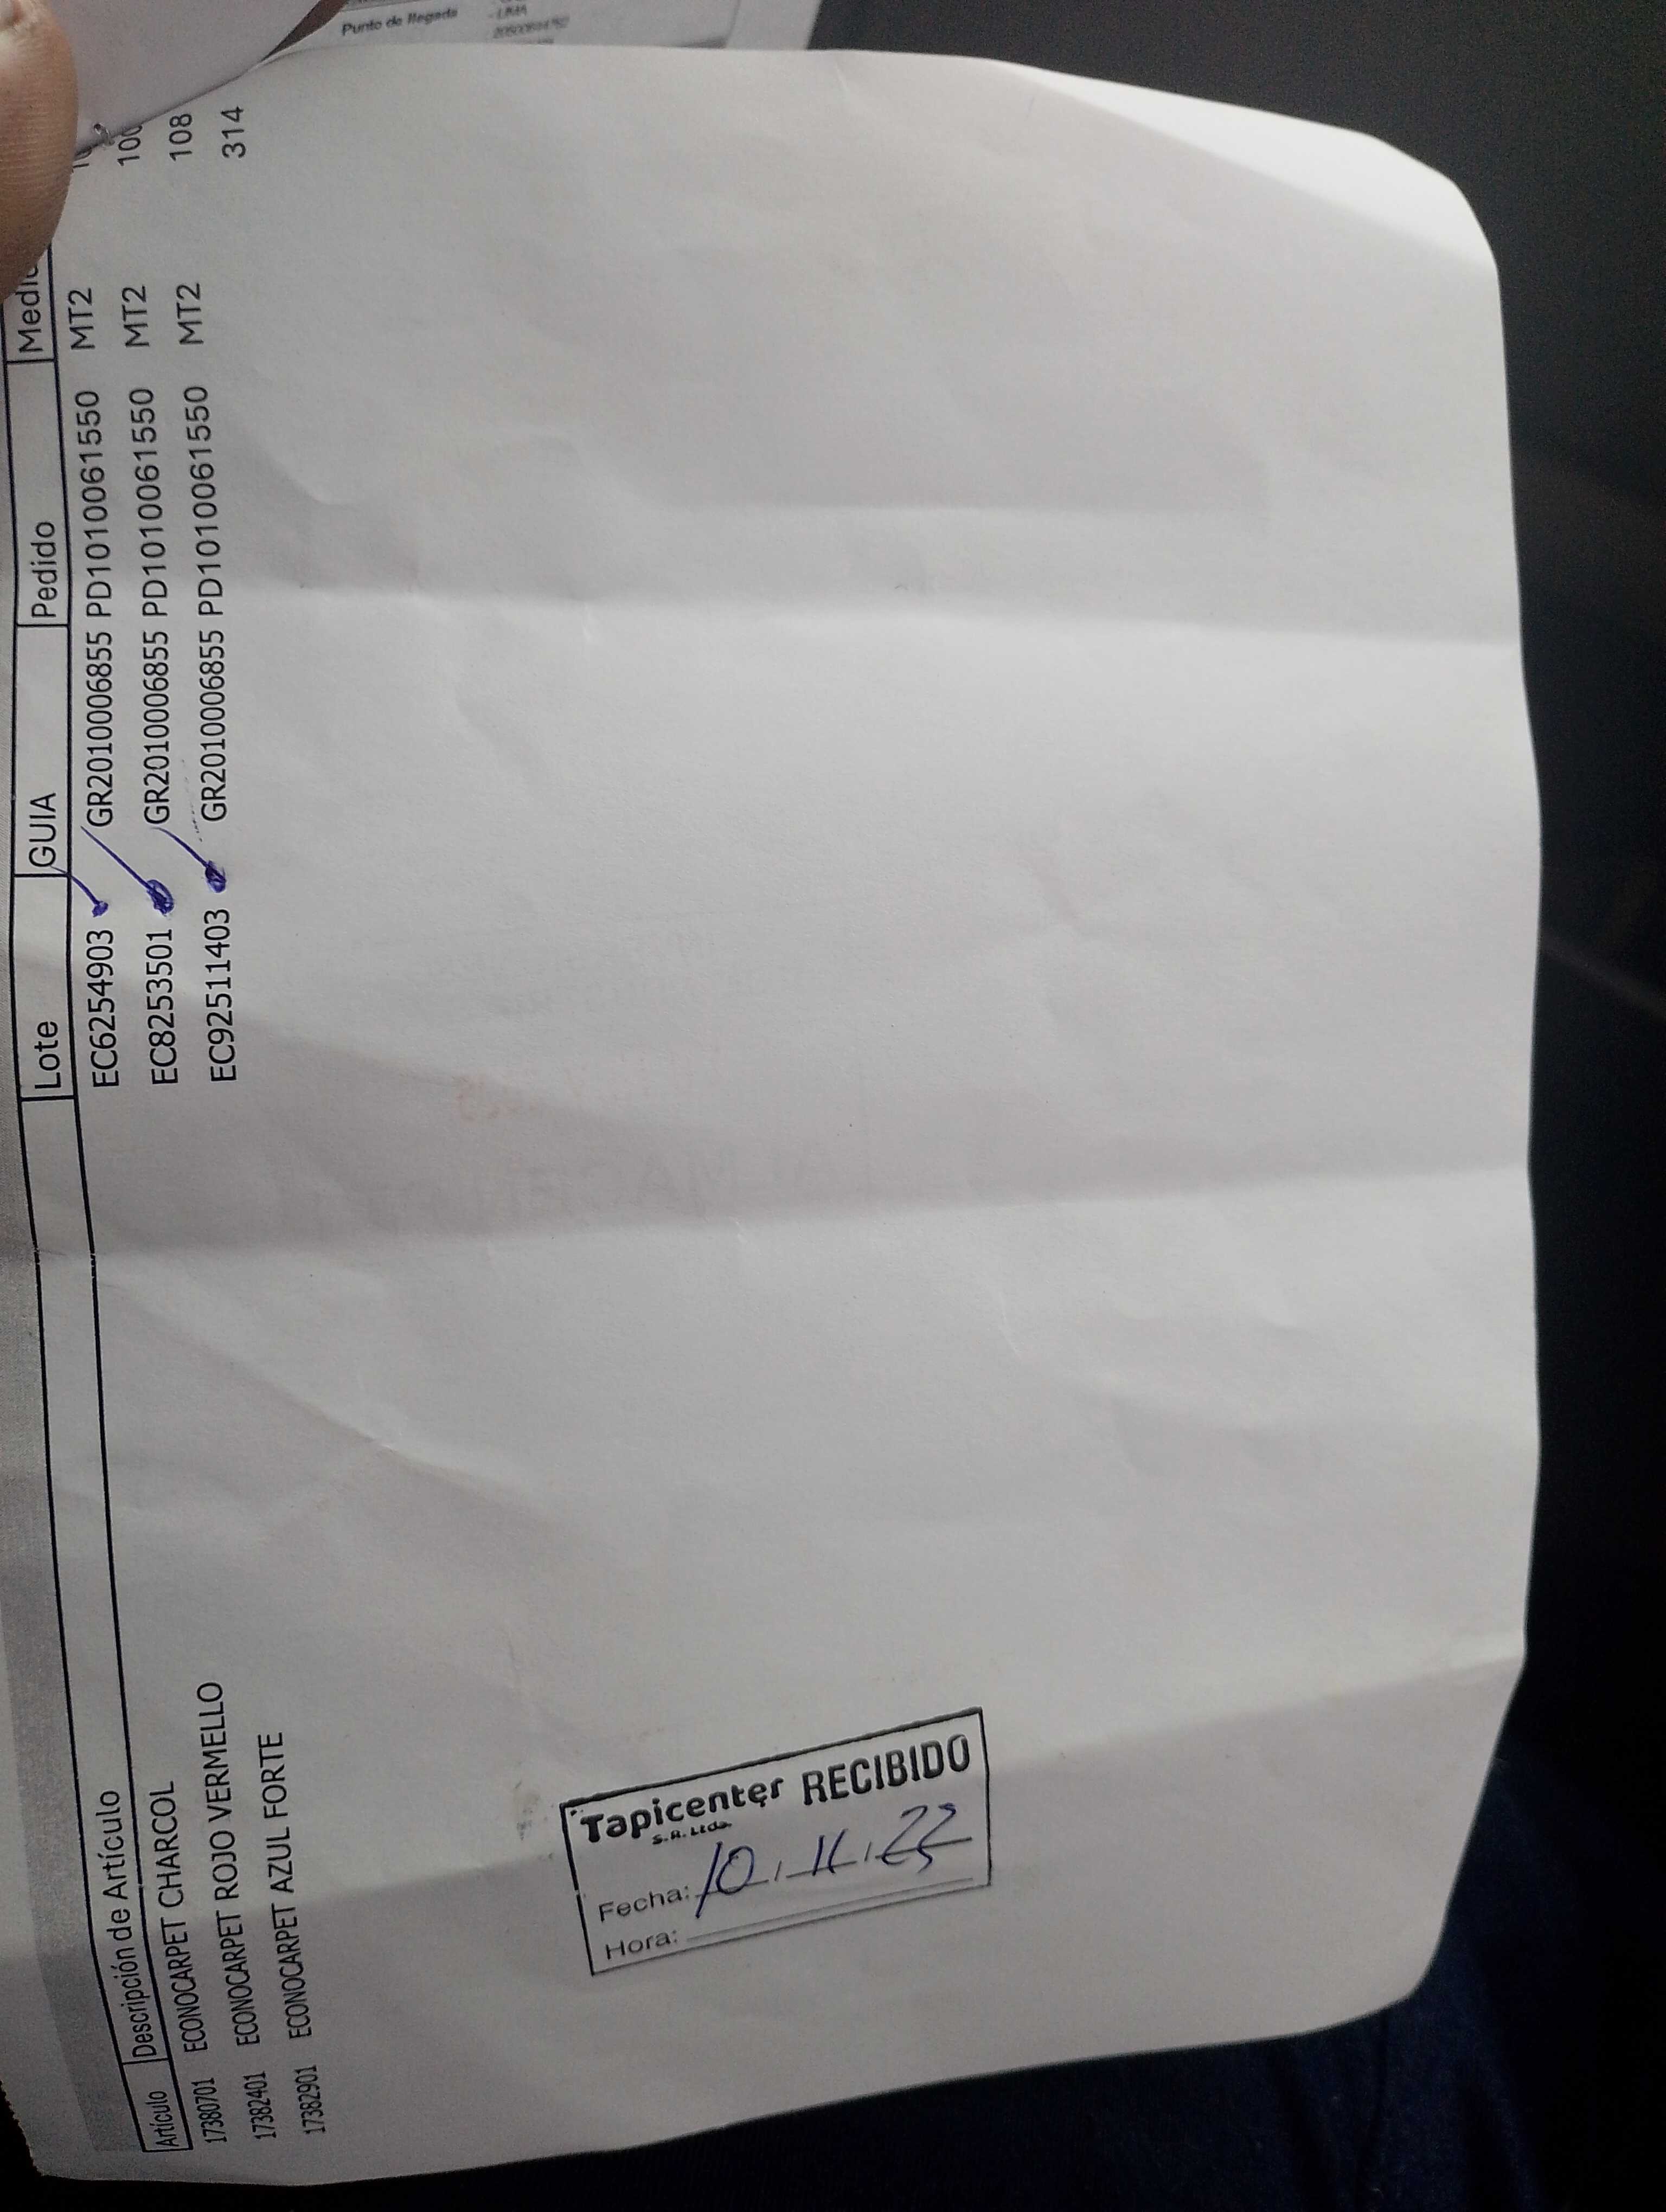 Punto de llegada - LIMA
Artículo Descripción de Artículo Lote GUIA Pedido
17380701 ECONOCARPET CHARCOL EC6254903 GR2010006855 PD1010061550 MT2
17382401 ECONOCARPET ROJO VERMELLO EC8253501 GR2010006855 PD1010061550 MT2
17382901 ECONOCARPET AZUL FORTE EC92511403 GR2010006855 PD1010061550 MT2 108
314
Tapicenter RECIBIDO
S.R. Ltda.
Fecha: 10.11.22
Hora: